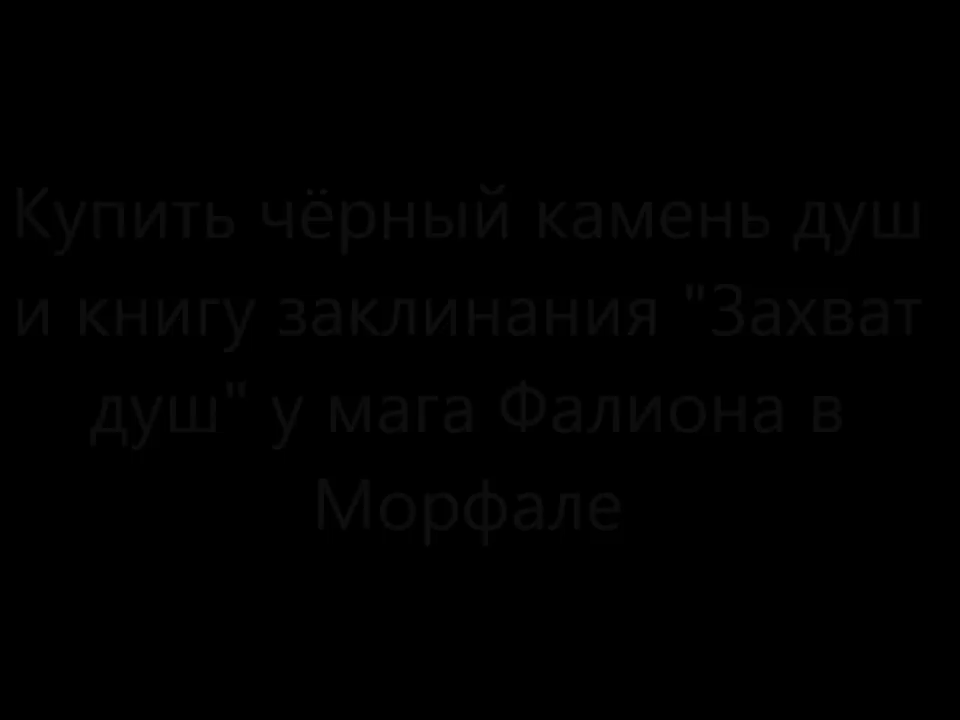 Купить чёрный камень душ
и книгу заклинания "Захват
душ" у мага Фалиона в
Морфале